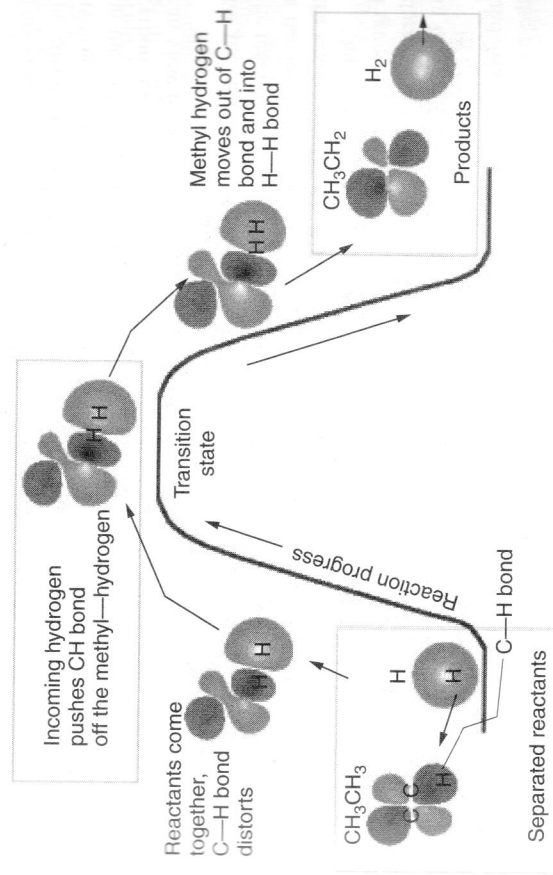 Incoming hydrogen
pushes CH bond
off the methyl—hydrogen
H H
Methyl hydrogen
moves out of C—H
bond and into
H—H bond
H H
Reactants come
together,
C—H bond
distorts
H H
Transition
state
Reaction progress
CH3CH3
C C
H
H
H
C—H bond
Separated reactants
CH3CH2
H2
Products